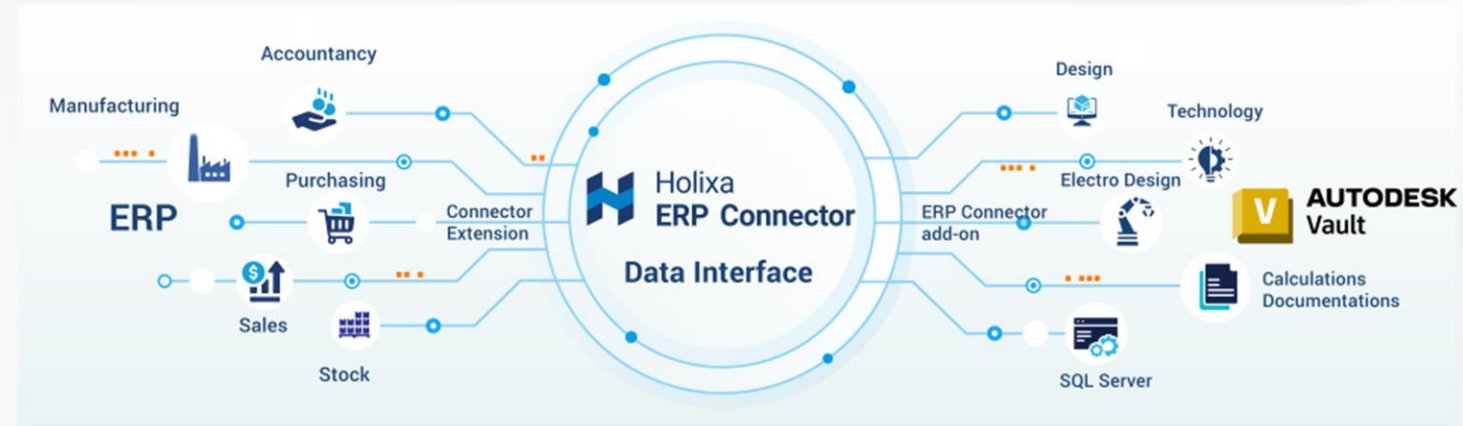 Accountancy
Manufacturing
Purchasing
ERP
Connector
Extension
Sales
Stock
Holixa
ERP Connector
Data Interface
Design
Technology
Electro Design
ERP Connector
add-on
V
AUTODESK
Vault
Calculations
Documentations
SQL Server
$